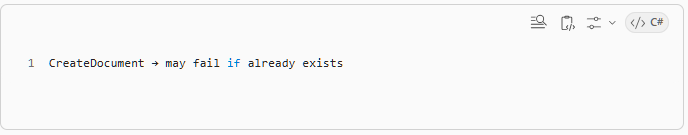 </> C#
1 CreateDocument → may fail if already exists